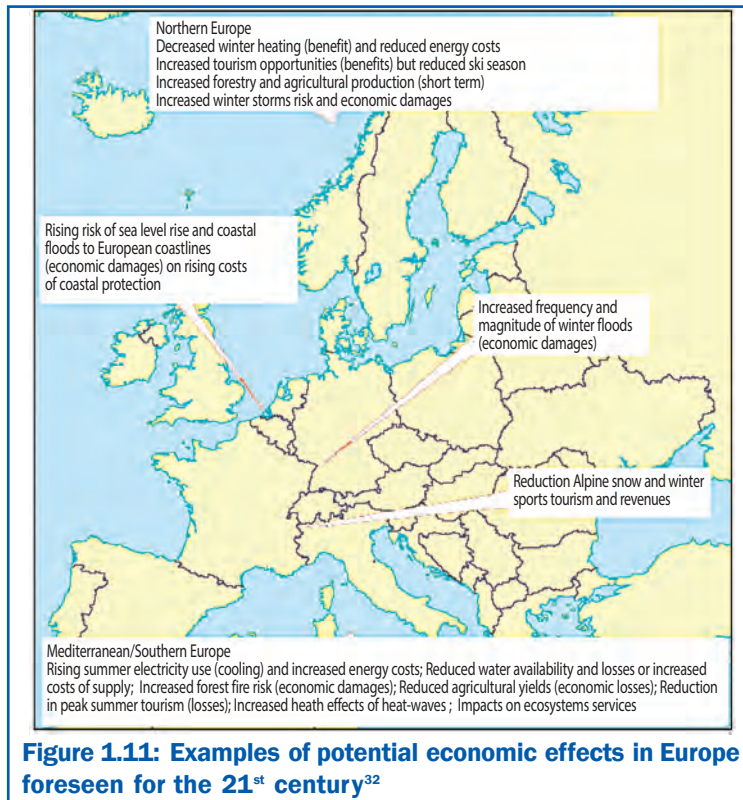 Northern Europe
Decreased winter heating (benefit) and reduced energy costs
Increased tourism opportunities (benefits) but reduced ski season
Increased forestry and agricultural production (short term)
Increased winter storms risk and economic damages
Rising risk of sea level rise and coastal
floods to European coastlines
(economic damages) on rising costs
of coastal protection
Increased frequency and
magnitude of winter floods
(economic damages)
Reduction Alpine snow and winter
sports tourism and revenues
Mediterranean/Southern Europe
Rising summer electricity use (cooling) and increased energy costs; Reduced water availability and losses or increased
costs of supply; Increased forest fire risk (economic damages); Reduced agricultural yields (economic losses); Reduction
in peak summer tourism (losses); Increased heath effects of heat-waves ; Impacts on ecosystems services
Figure 1.11: Examples of potential economic effects in Europe
foreseen for the 21st century32